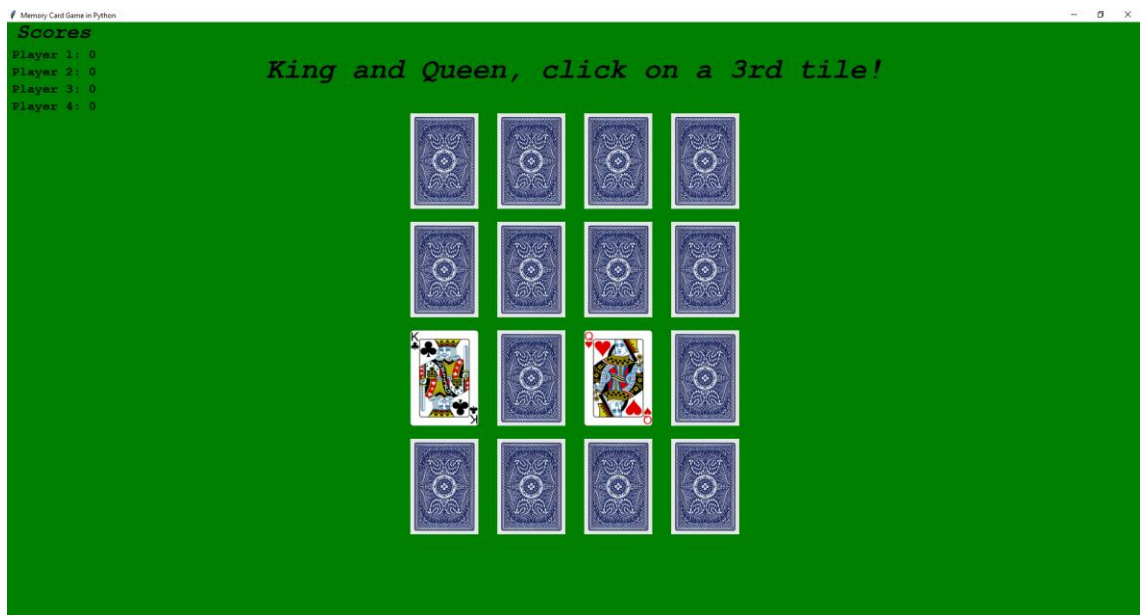 Memory Card Game in Python
Scores
Player 1: 0
Player 2: 0
Player 3: 0
Player 4: 0
King and Queen, click on a 3rd tile!
K
Q
K
Q